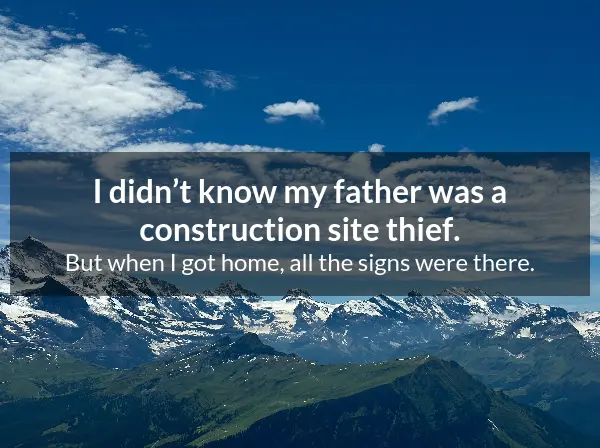 I didn’t know my father was a
construction site thief.
But when I got home, all the signs were there.